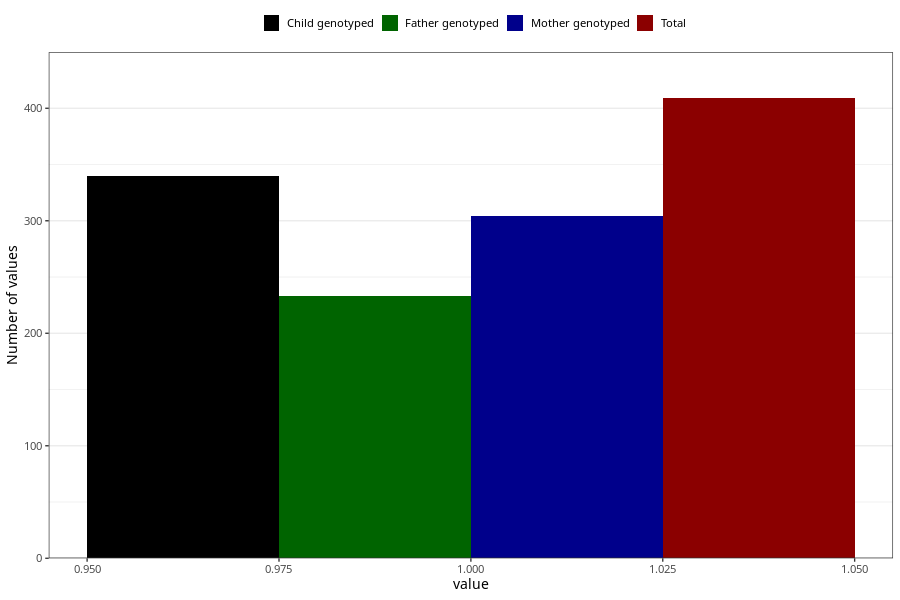 Child genotyped Father genotyped Mother genotyped Total
Number of values
400
300
200
100
0
0.950 0.975 1.000 1.025 1.050
value